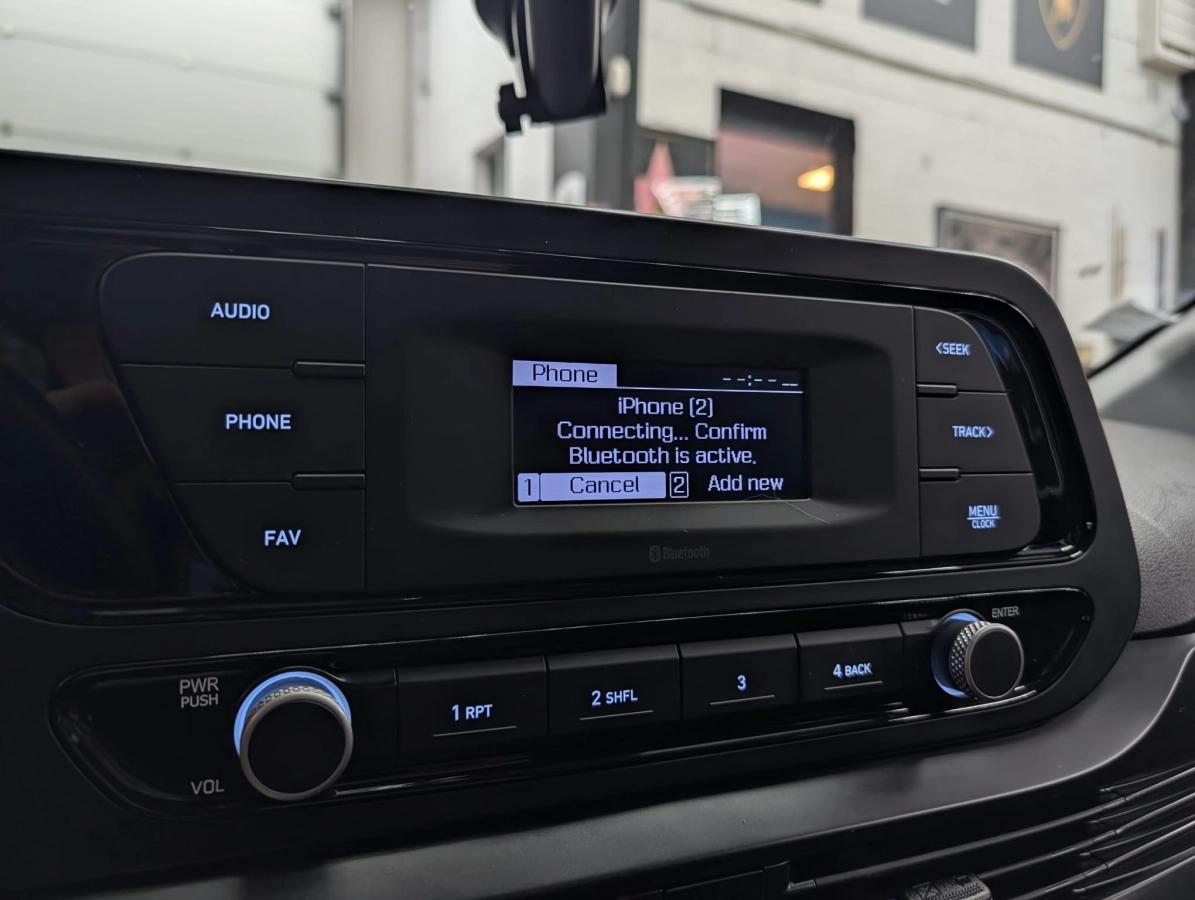 AUDIO
PHONE
FAV
Phone --:-- --
iPhone (2)
Connecting... Confirm
Bluetooth is active.
1 Cancel 2 Add new
Bluetooth
<SEEK
TRACK>
MENU
CLOCK
PWR
PUSH
VOL
1 RPT
2 SHFL
3
4 BACK
ENTER